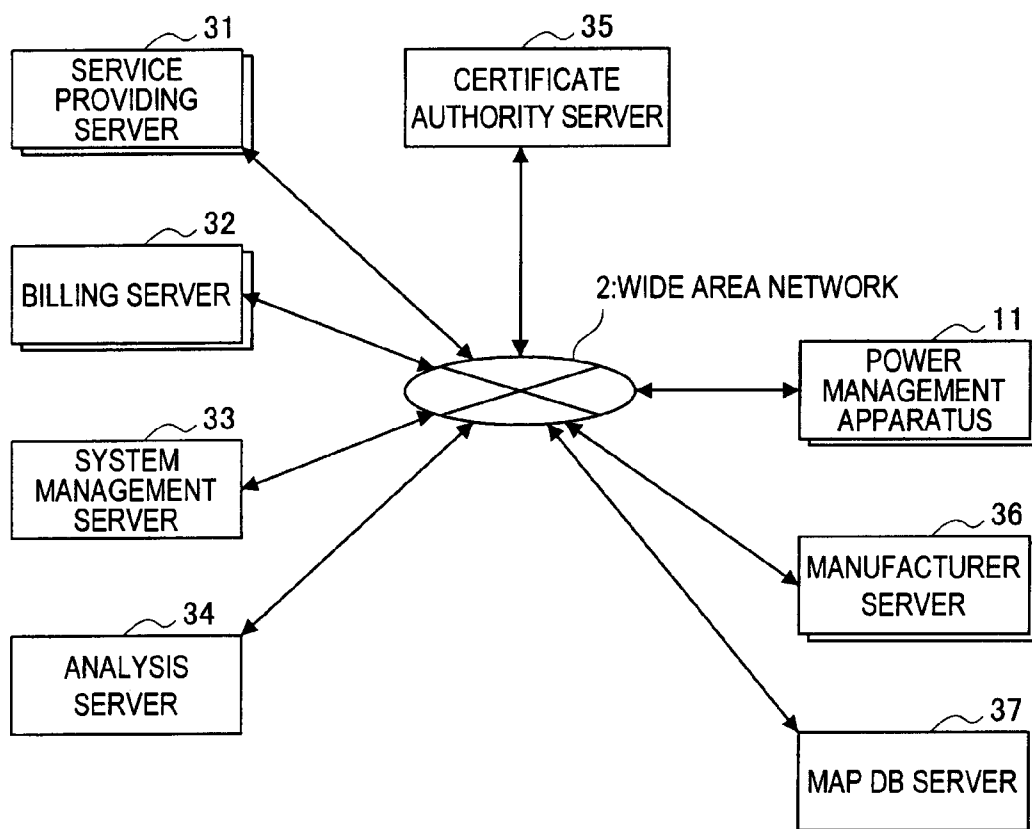 31
SERVICE
PROVIDING
SERVER
35
CERTIFICATE
AUTHORITY SERVER
32
BILLING SERVER
2:WIDE AREA NETWORK
11
POWER
MANAGEMENT
APPARATUS
33
SYSTEM
MANAGEMENT
SERVER
36
MANUFACTURER
SERVER
34
ANALYSIS
SERVER
37
MAP DB SERVER